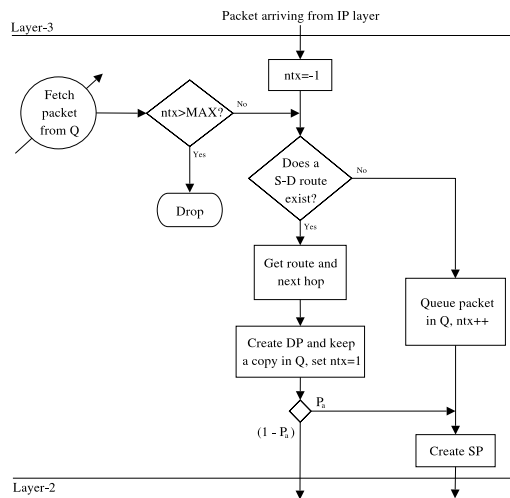 Packet arriving from IP layer
Layer-3
ntx=-1
Fetch
packet
from Q
ntx>MAX?
No
Yes
Drop
Does a
S-D route
exist?
No
Yes
Get route and
next hop
Queue packet
in Q, ntx++
Create DP and keep
a copy in Q, set ntx=1
Pa
(1 - Pa)
Create SP
Layer-2